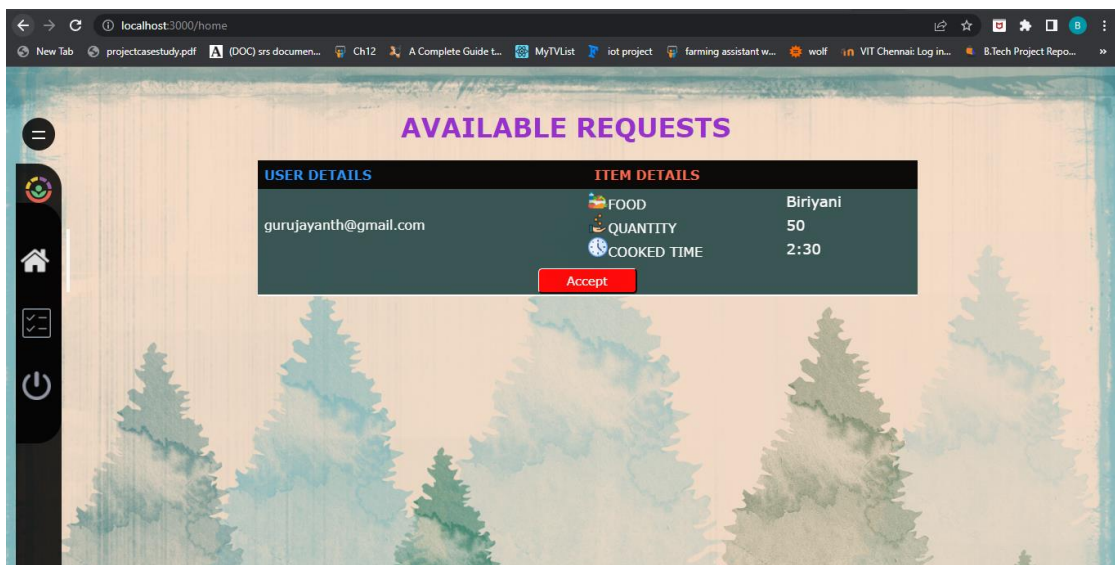 localhost:3000/home
B
New Tab projectcasestudy.pdf A (DOC) srs documen... Ch12 A Complete Guide t... MyTVList iot project farming assistant w... wolf VIT Chennai: Log in... B.Tech Project Repo... »
AVAILABLE REQUESTS
USER DETAILS ITEM DETAILS
FOOD Biriyani
gurujayanth@gmail.com QUANTITY 50
COOKED TIME 2:30
Accept